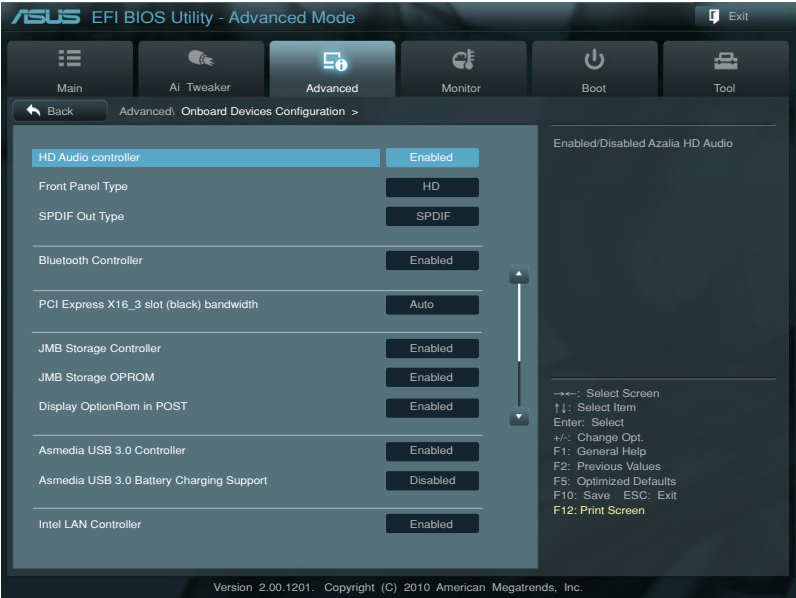 ASUS EFI BIOS Utility - Advanced Mode
Exit
Main
Ai Tweaker
Advanced
Monitor
Boot
Tool
Back
Advanced\ Onboard Devices Configuration >
HD Audio controller Enabled
Front Panel Type HD
SPDIF Out Type SPDIF
Bluetooth Controller Enabled
PCI Express X16_3 slot (black) bandwidth Auto
JMB Storage Controller Enabled
JMB Storage OPROM Enabled
Display OptionRom in POST Enabled
Asmedia USB 3.0 Controller Enabled
Asmedia USB 3.0 Battery Charging Support Disabled
Intel LAN Controller Enabled
Enabled/Disabled Azalia HD Audio
→←: Select Screen
↑↓: Select Item
Enter: Select
+/-: Change Opt.
F1: General Help
F2: Previous Values
F5: Optimized Defaults
F10: Save ESC: Exit
F12: Print Screen
Version 2.00.1201. Copyright (C) 2010 American Megatrends, Inc.